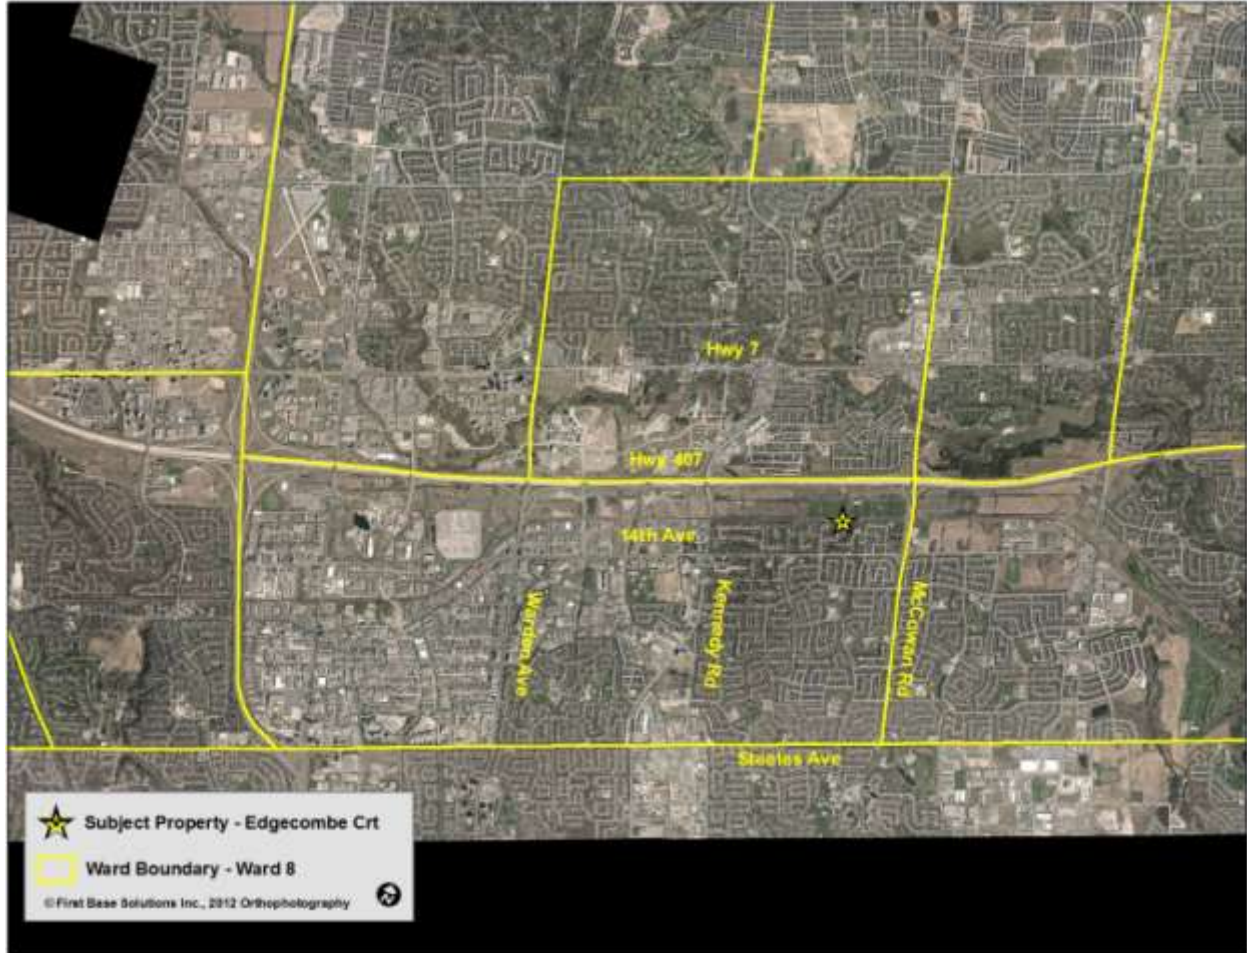 Hwy 7
Hwy 407
14th Ave
Warden Ave
Kennedy Rd
McCowan Rd
Steeles Ave
Subject Property - Edgecombe Crt
Ward Boundary - Ward 8
© First Base Solutions Inc., 2012 Orthophotography